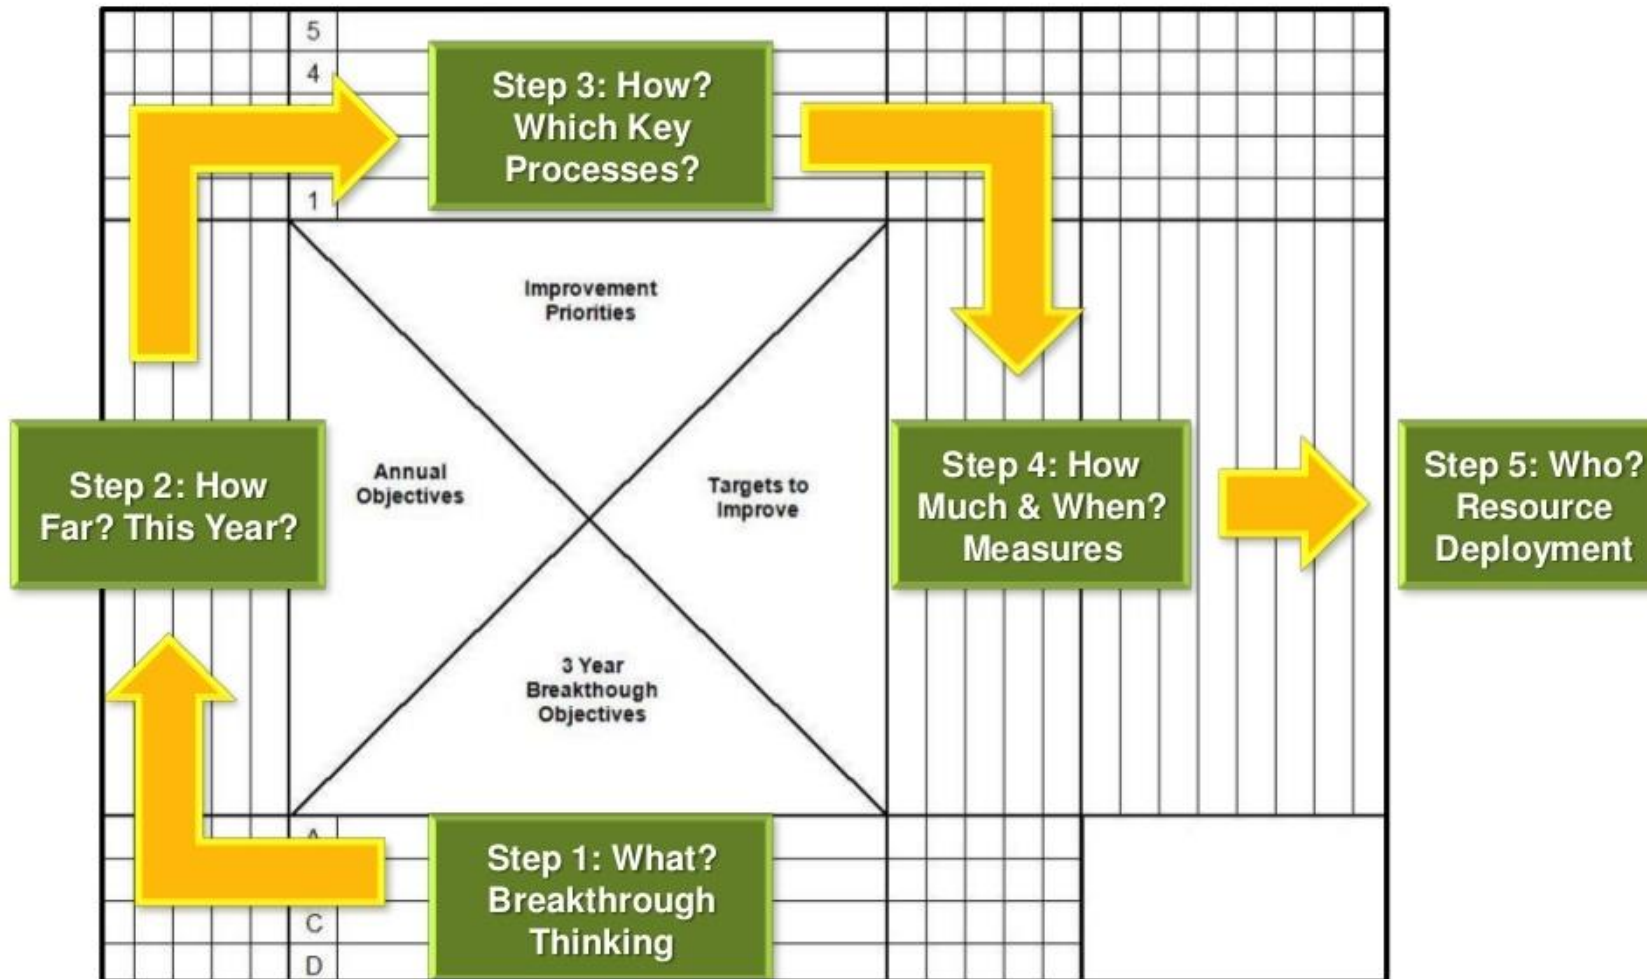 5
4
1
Step 3: How?
Which Key
Processes?
Improvement
Priorities
Step 2: How
Far? This Year?
Annual
Objectives
Targets to
Improve
Step 4: How
Much & When?
Measures
Step 5: Who?
Resource
Deployment
3 Year
Breakthough
Objectives
Step 1: What?
Breakthrough
Thinking
C
D